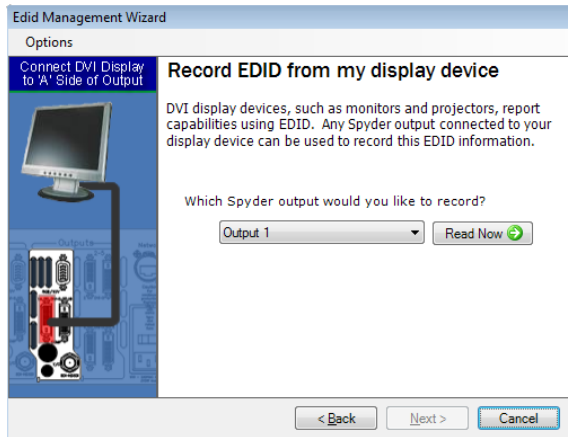 Edid Management Wizard
Options
Connect DVI Display
to 'A' Side of Output
Record EDID from my display device
DVI display devices, such as monitors and projectors, report
capabilities using EDID. Any Spyder output connected to your
display device can be used to record this EDID information.
Which Spyder output would you like to record?
Output 1
Read Now
Outputs
< Back
Next >
Cancel